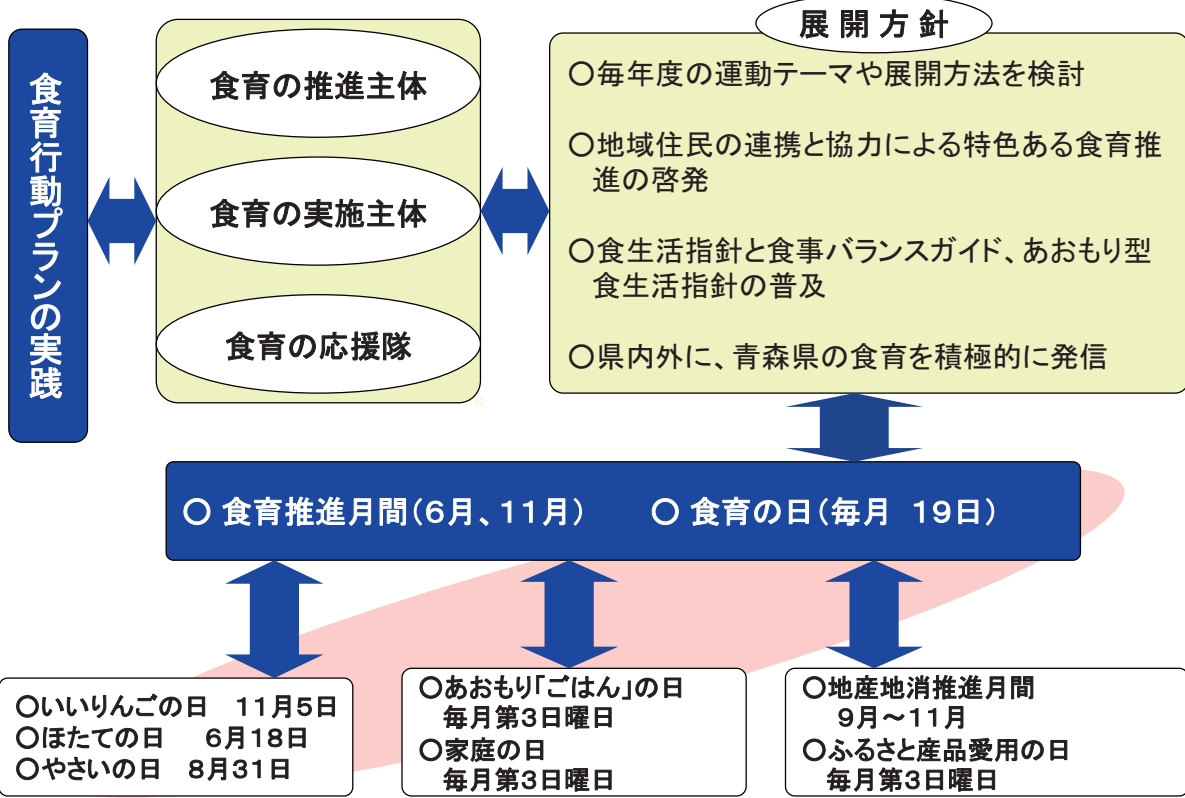 食育行動プランの実践
食育の推進主体
食育の実施主体
食育の応援隊
展開方針
○毎年度の運動テーマや展開方法を検討
○地域住民の連携と協力による特色ある食育推
進の啓発
○食生活指針と食事バランスガイド、あおもり型
食生活指針の普及
○県内外に、青森県の食育を積極的に発信
○ 食育推進月間(6月、11月)　○ 食育の日(毎月　19日)
○いいりんごの日　11月5日
○ほたての日　6月18日
○やさいの日　8月31日
○あおもり「ごはん」の日
毎月第3日曜日
○家庭の日
毎月第3日曜日
○地産地消推進月間
9月～11月
○ふるさと産品愛用の日
毎月第3日曜日